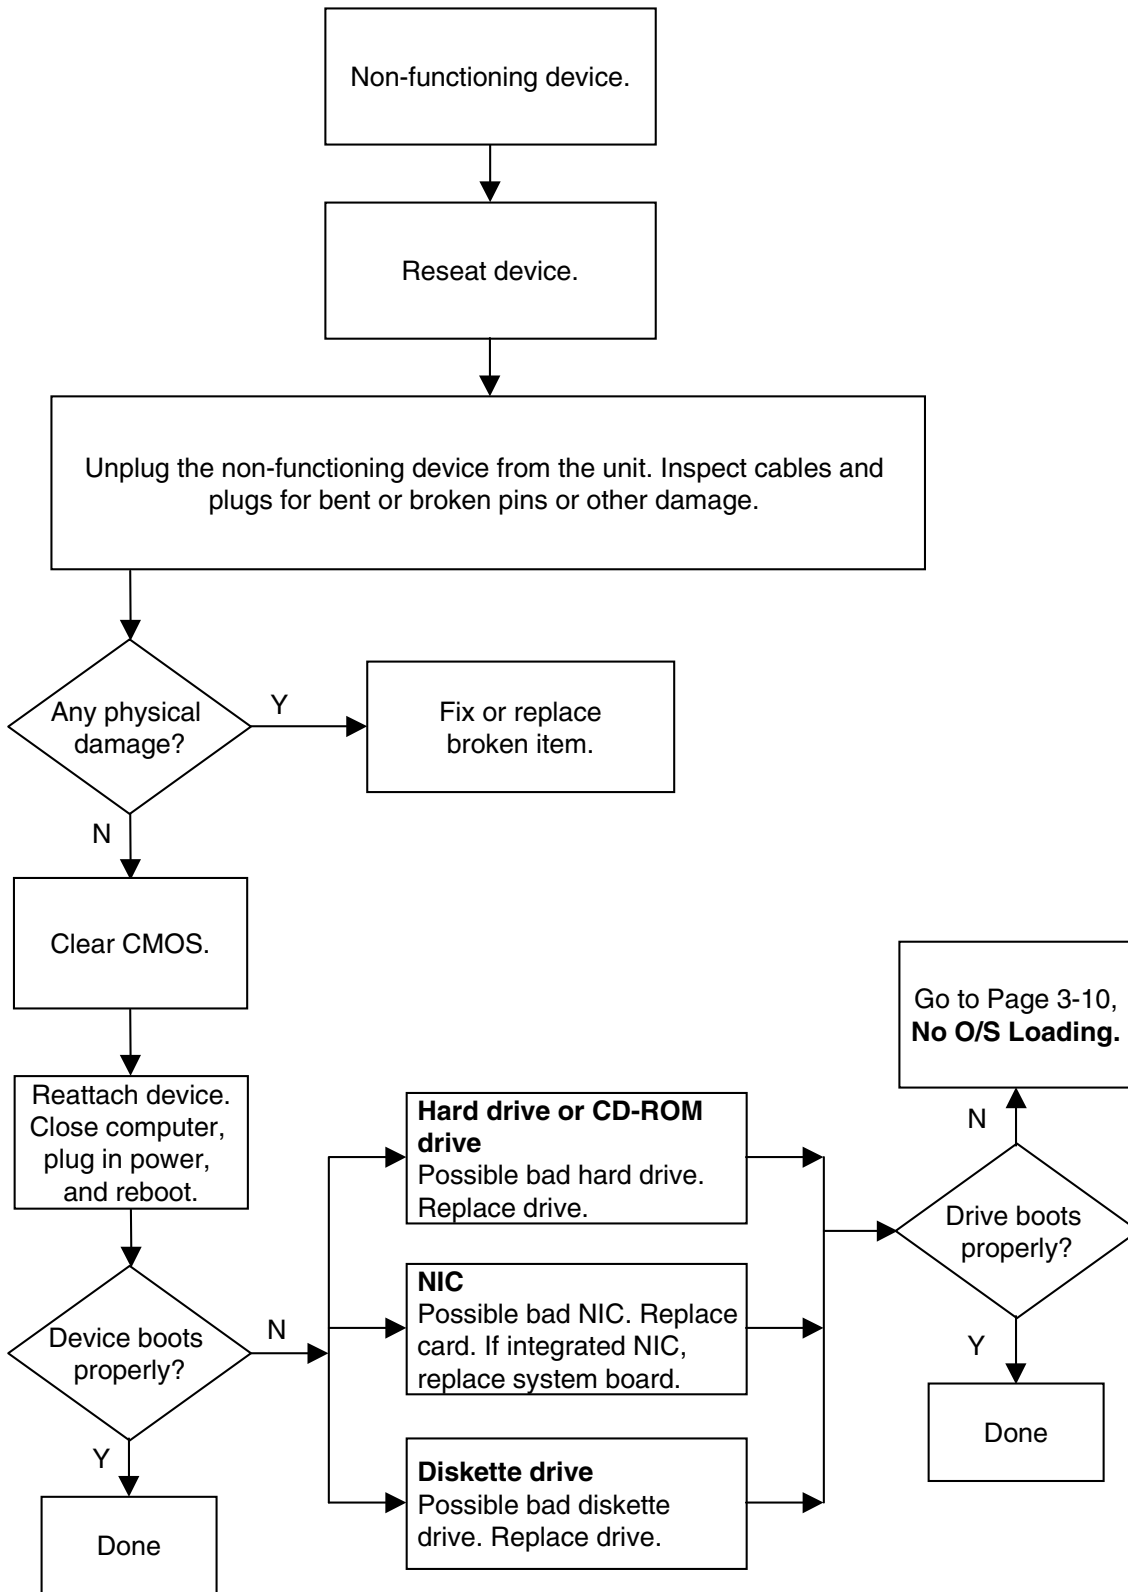 Non-functioning device.
Reseat device.
Unplug the non-functioning device from the unit. Inspect cables and
plugs for bent or broken pins or other damage.
Any physical
damage?
Y
Fix or replace
broken item.
N
Clear CMOS.
Reattach device.
Close computer,
plug in power,
and reboot.
Device boots
properly?
N
Y
Done
Hard drive or CD-ROM
drive
Possible bad hard drive.
Replace drive.
NIC
Possible bad NIC. Replace
card. If integrated NIC,
replace system board.
Diskette drive
Possible bad diskette
drive. Replace drive.
Drive boots
properly?
N
Go to Page 3-10,
No O/S Loading.
Y
Done